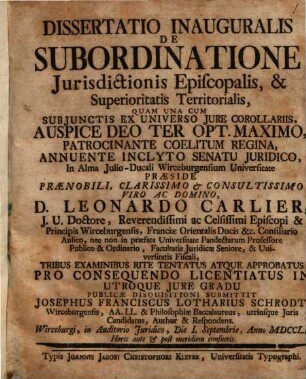 DISSERTATIO INAUGURALIS
DE
SUBORDINATIONE
Jurisdictionis Episcopalis, &
Superioritatis Territorialis,
QUAM UNA CUM
SUBJUNCTIS EX UNIVERSO JURE COROLLARIIS,
AUSPICE DEO TER OPT. MAXIMO,
PATROCINANTE COELITUM REGINA,
ANNUENTE INCLYTO SENATU JURIDICO,
In Alma Julio-Ducali Wirceburgensium Universitate
PRÆSIDE
PRÆNOBILI, CLARISSIMO & CONSULTISSIMO
VIRO AC DOMINO,
D. LEONARDO CARLIER,
J. U. Doctore, Reverendissimi ac Celsissimi Episcopi &
Principis Wirceburgensis, Franciæ Orientalis Ducis &c. Consiliario
Aulico, nec non in præfata Universitate Pandectarum Professore
Publico & Ordinario, Facultatis Juridicæ Seniore, & Uni-
versitatis Fiscali,
TRIBUS EXAMINIBUS RITE TENTATUS ATQUE APPROBATUS
PRO CONSEQUENDO LICENTIATUS IN
UTROQUE JURE GRADU
PUBLICÆ DISQUISITIONI SUBMITTIT
JOSEPHUS FRANCISCUS LOTHARIUS SCHRODT
Wirceburgensis, AA. LL. & Philosophiæ Baccalaureus, utriusque Juris
Candidatus, Author & Respondens.
Wirceburgi, in Auditorio Juridico, Die I. Septembris, Anno MDCCL
Horis ante & post meridiem consuetis.
Typis JOANNIS JACOBI CHRISTOPHORI KLEYER, Universitatis Typographi.